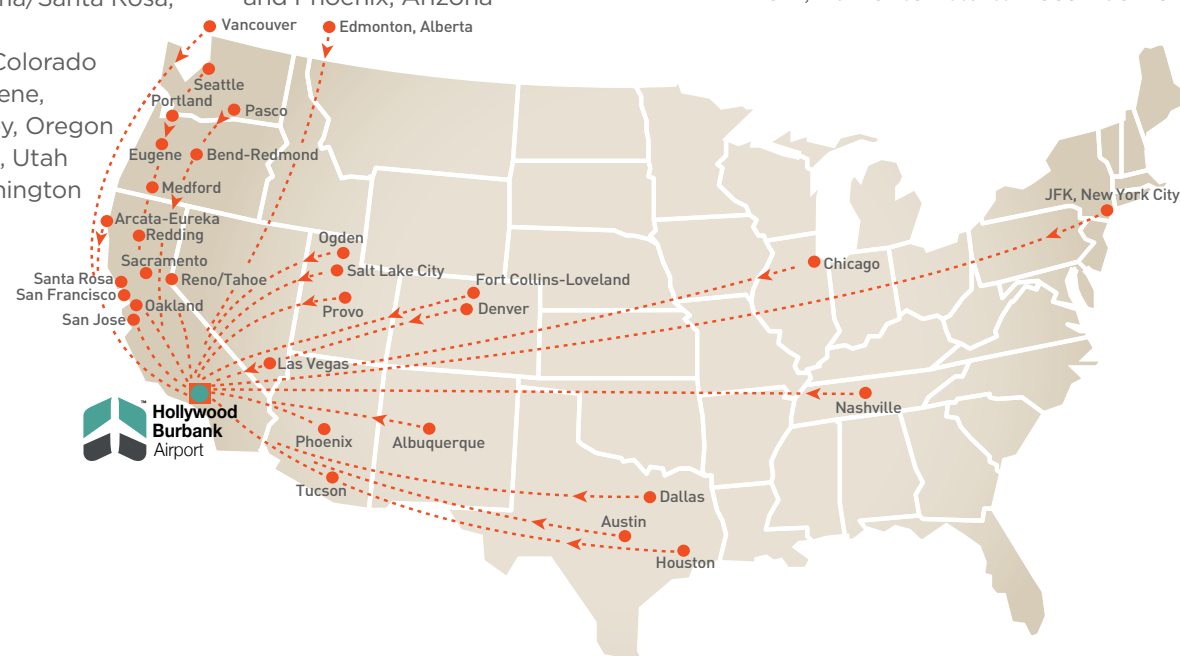 and Phoenix, Arizona
Colorado
y, Oregon
, Utah
Vancouver
Edmonton, Alberta
Seattle
Portland
Pasco
Eugene
Bend-Redmond
Medford
JFK, New York City
Arcata-Eureka
Redding
Ogden
Sacramento
Salt Lake City
Chicago
Santa Rosa
Reno/Tahoe
Fort Collins-Loveland
San Francisco
Oakland
Provo
Denver
San Jose
Las Vegas
Nashville
™
Hollywood
Burbank
Airport
Phoenix
Albuquerque
Tucson
Dallas
Austin
Houston